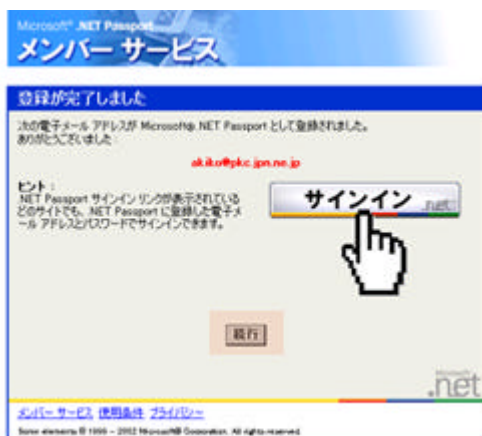 Microsoft® .NET Passport
メンバー サービス
登録が完了しました
次の電子メール アドレスが Microsoft® .NET Passport として登録されました。
ありがとうございました :
akiko@pkc.jpn.ne.jp
ヒント :
.NET Passport サインイン リンクが表示されている
どのサイトでも、.NET Passport に登録した電子メ
ール アドレスとパスワードでサインインできます。
サインイン .net
続行
Microsoft
.net
メンバー サービス 使用条件 プライバシー
Some elements © 1999 - 2002 Microsoft® Corporation. All rights reserved.